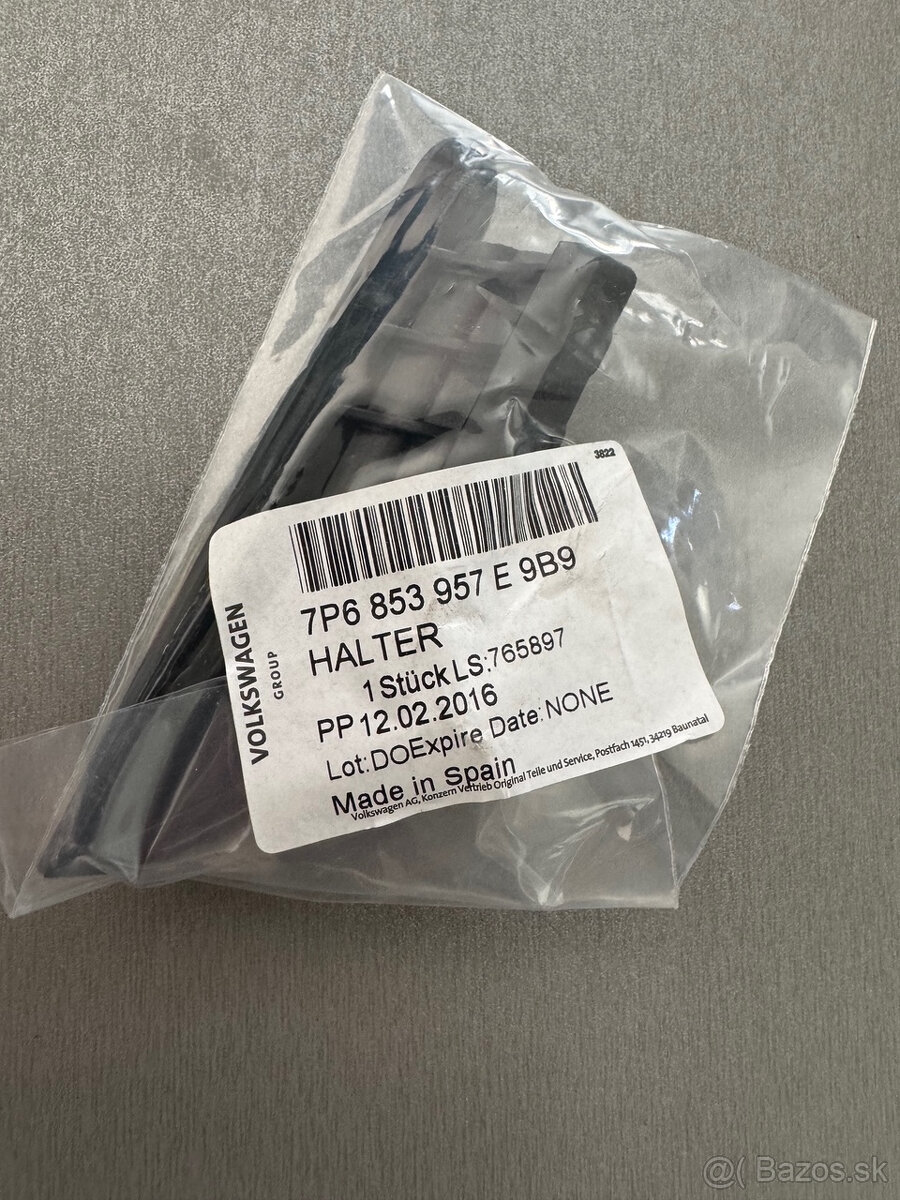 3822
7P6 853 957 E 9B9
HALTER
1 Stück LS:765897
PP 12.02.2016
Lot:DOExpire Date:NONE
Made in Spain
Volkswagen AG, Konzern Vertrieb Original Teile und Service, Postfach 1451, 34219 Baunatal
VOLKSWAGEN
GROUP
@( Bazos.sk